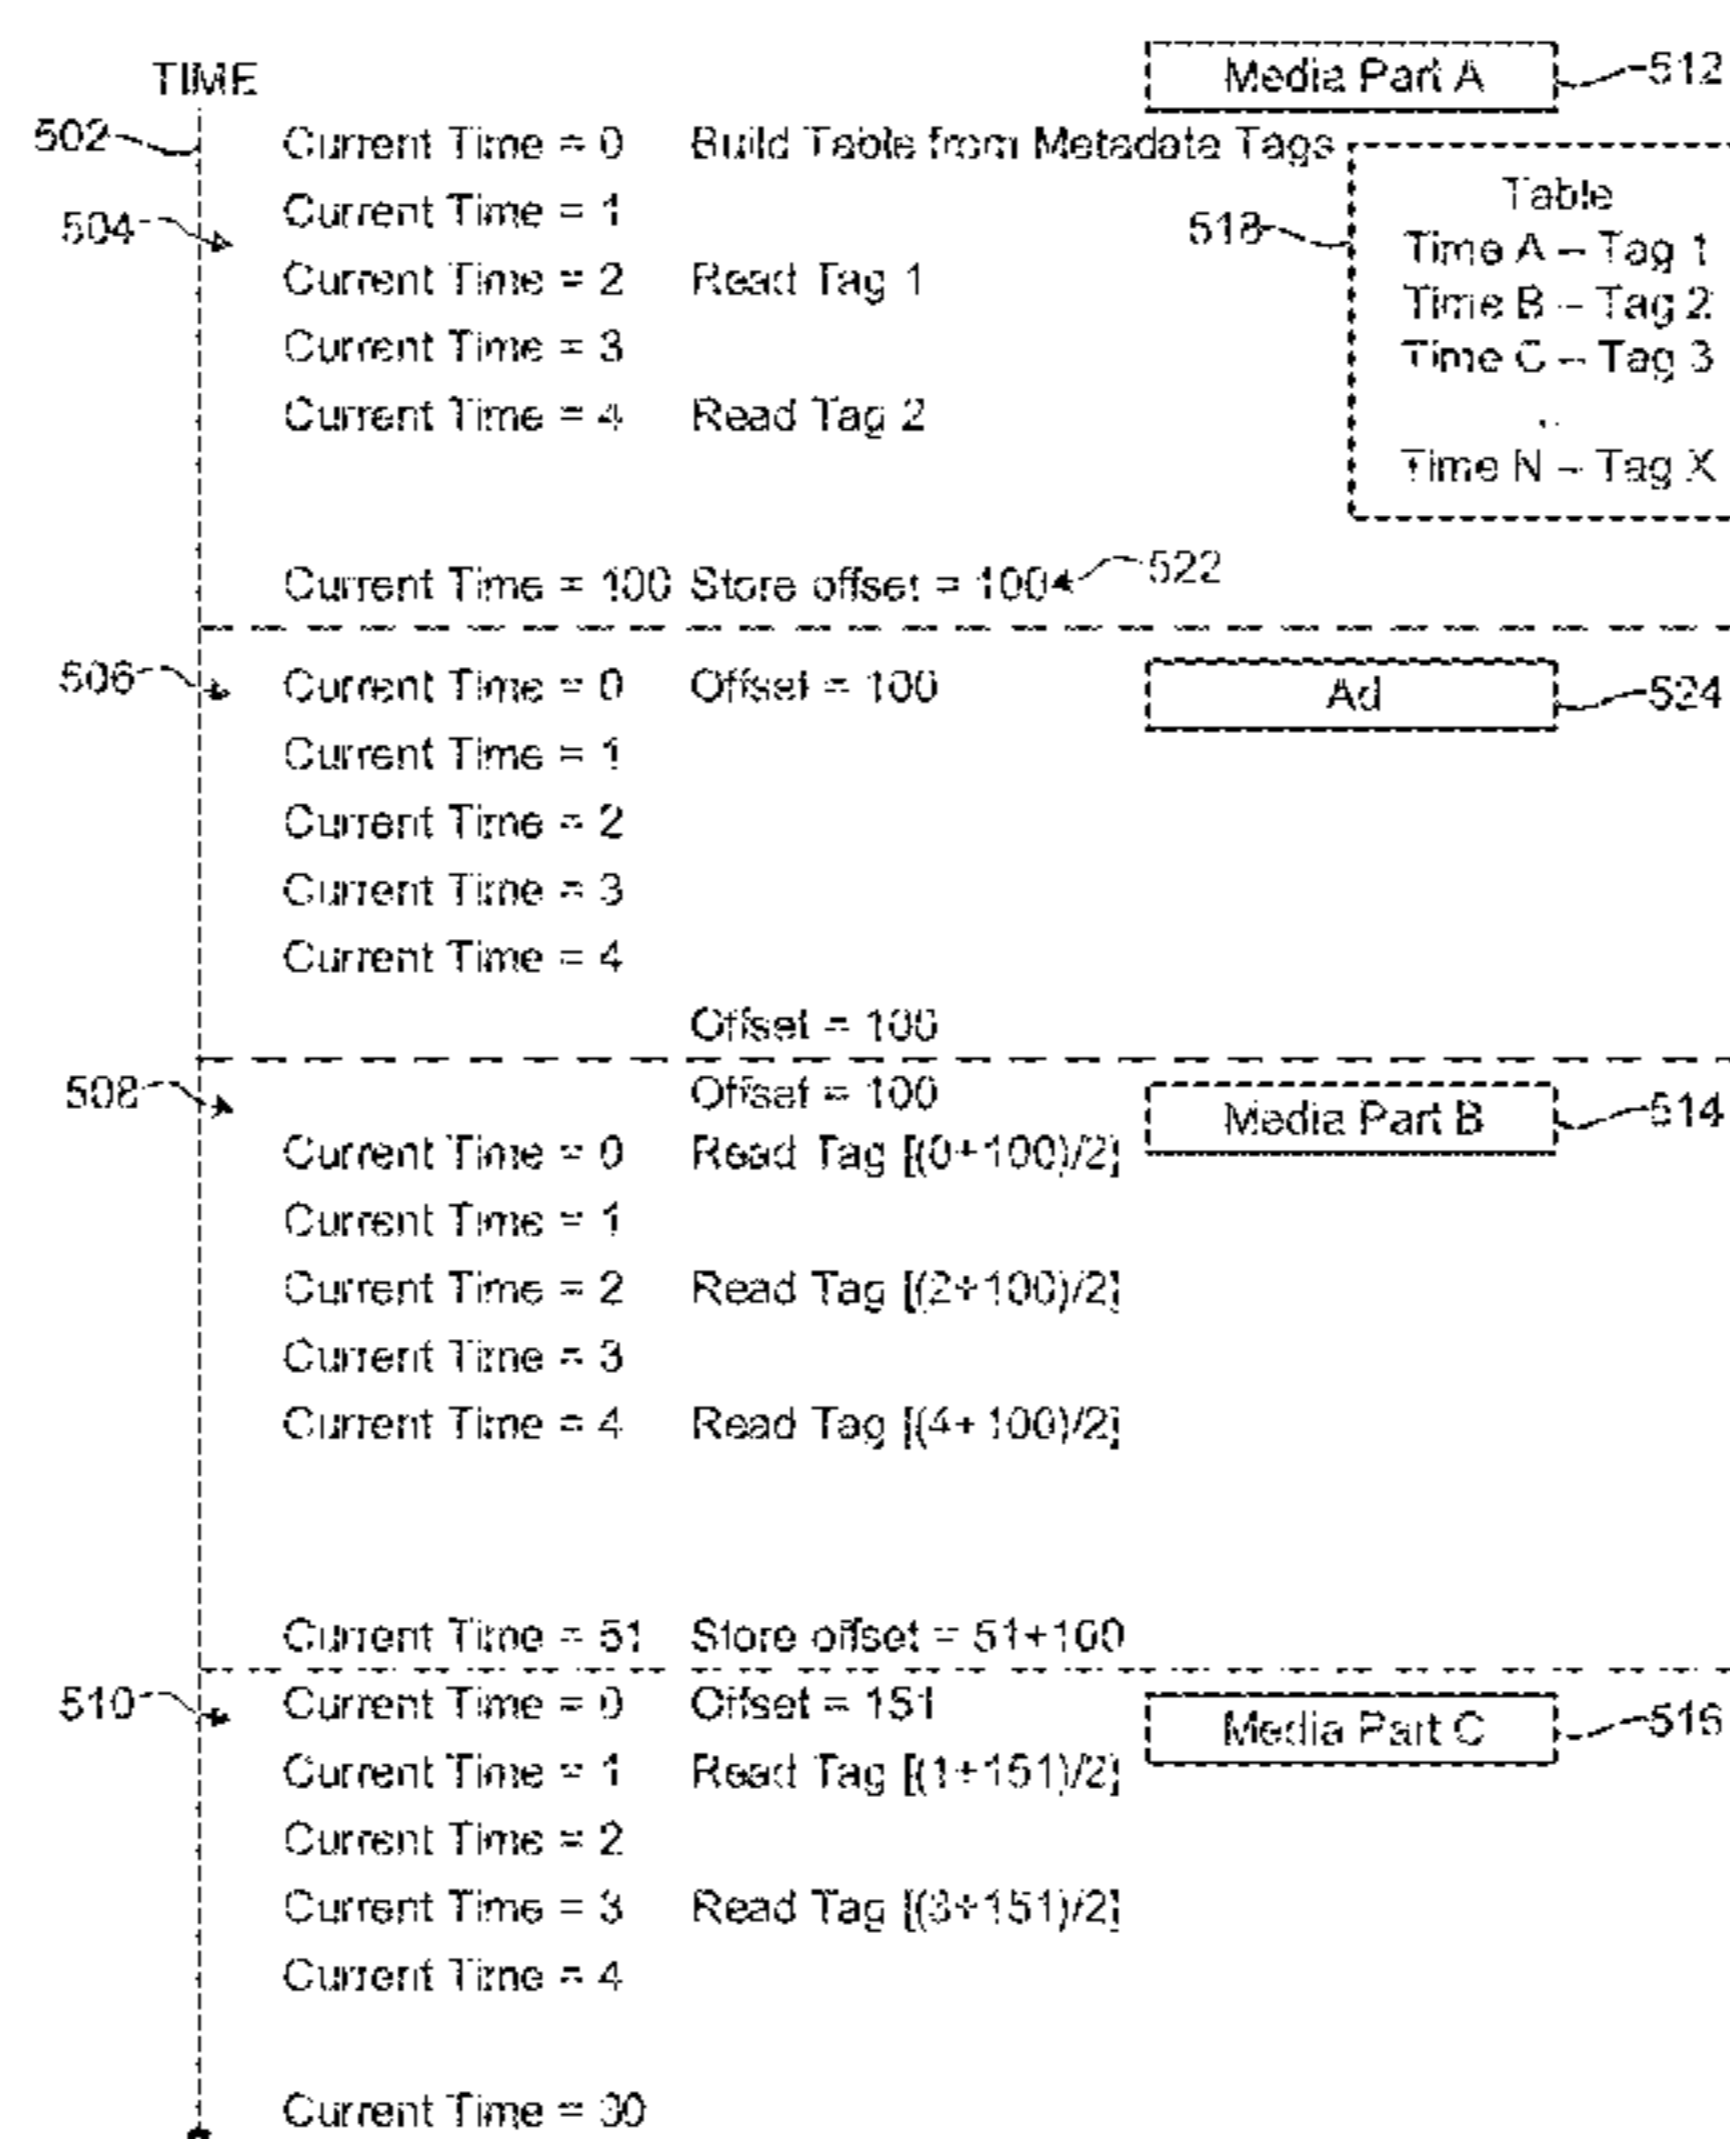 TIME
Media Part A 512
502 Current Time = 0 Build Table from Metadata Tags
Table
504 Current Time = 1 518
Time A – Tag 1
Current Time = 2 Read Tag 1
Time B – Tag 2
Current Time = 3
Time C – Tag 3
Current Time = 4 Read Tag 2
Time N – Tag X
Current Time = 100 Store offset = 100 522
506 Current Time = 0 Offset = 100 Ad 524
Current Time = 1
Current Time = 2
Current Time = 3
Current Time = 4
Offset = 100
508 Offset = 100 Media Part B 514
Current Time = 0 Read Tag [(0+100)/2]
Current Time = 1
Current Time = 2 Read Tag [(2+100)/2]
Current Time = 3
Current Time = 4 Read Tag [(4+100)/2]
Current Time = 51 Store offset = 51+100
510 Current Time = 0 Offset = 151 Media Part C 516
Current Time = 1 Read Tag [(1+151)/2]
Current Time = 2
Current Time = 3 Read Tag [(3+151)/2]
Current Time = 4
Current Time = 30